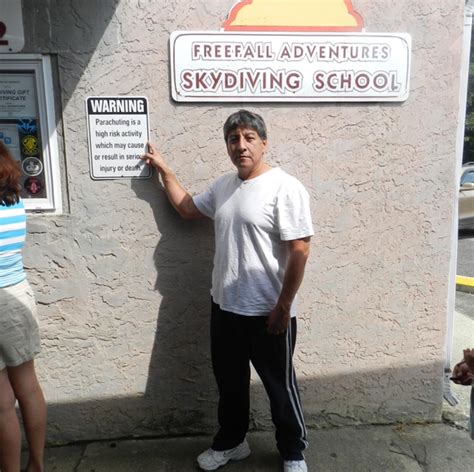 FREEFALL ADVENTURES
SKYDIVING SCHOOL
WARNING
Parachuting is a
high risk activity
which may cause
or result in
injury or death.